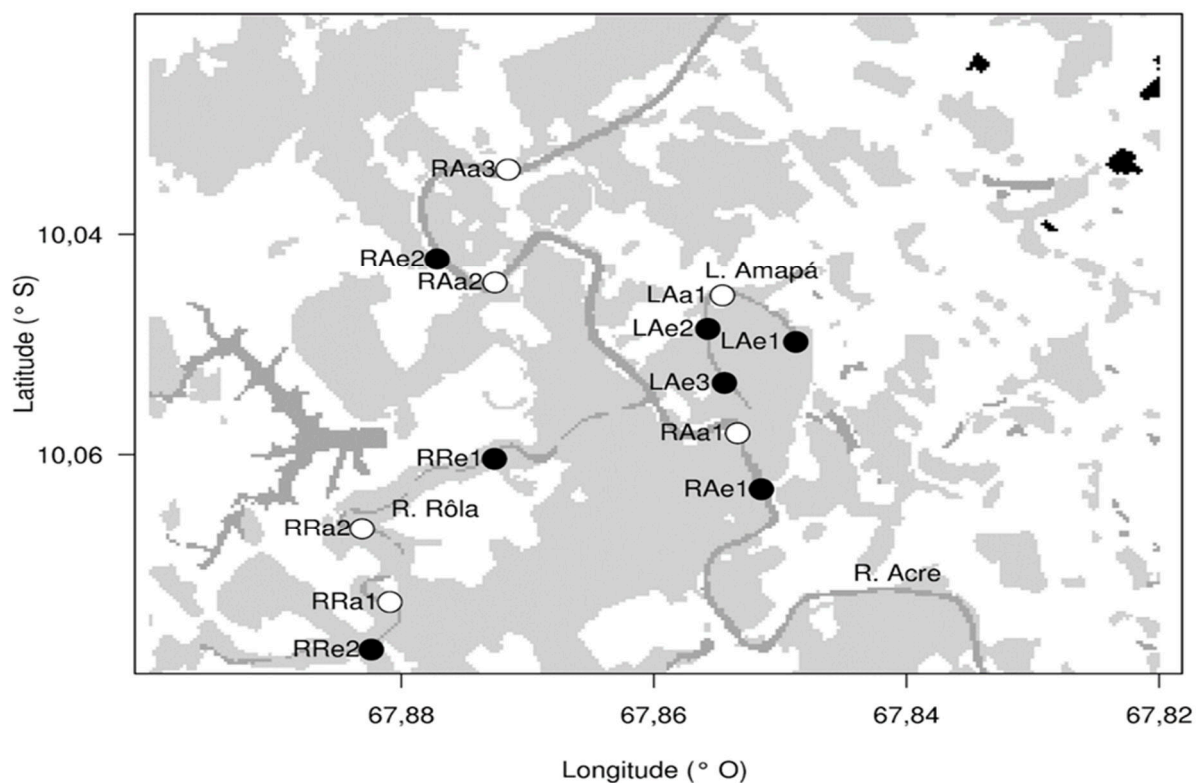 RAa3
10,04
RAe2
RAa2
L. Amapá
LAa1
LAe2
LAe1
LAe3
RAa1
10,06
RRe1
RAe1
R. Rôla
RRa2
R. Acre
RRa1
RRe2
67,88
67,86
67,84
67,82
Latitude (° S)
Longitude (° O)